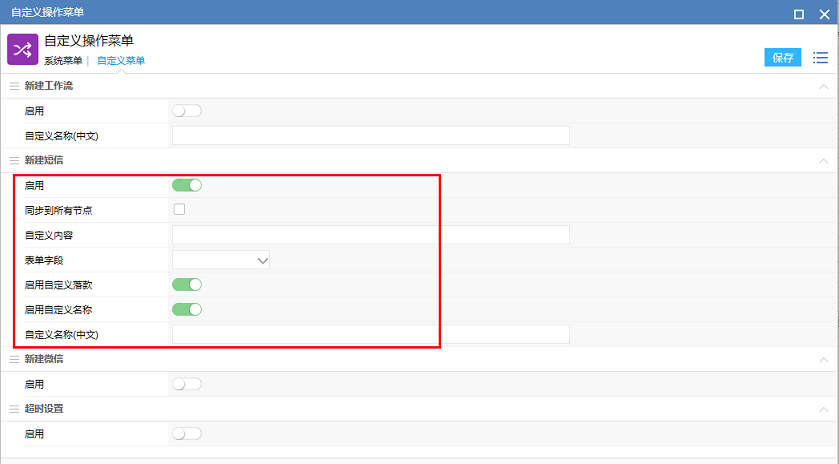 自定义操作菜单
自定义操作菜单
系统菜单 | 自定义菜单
保存
新建工作流
启用
自定义名称(中文)
新建短信
启用
同步到所有节点
自定义内容
表单字段
启用自定义落款
启用自定义名称
自定义名称(中文)
新建微信
启用
超时设置
启用